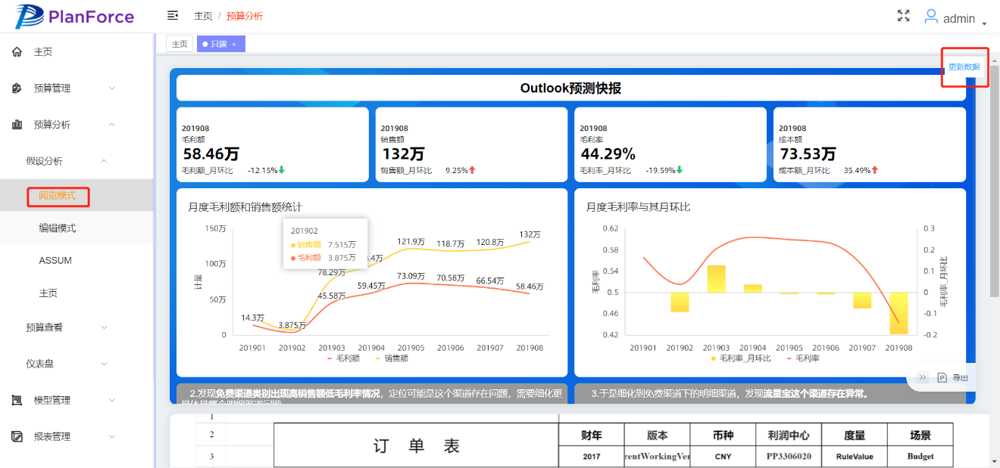 PlanForce
主页 / 预算分析
admin
主页
预算管理
预算分析
假设分析
阅览模式
编辑模式
ASSUM
主页
预算查看
仪表盘
模型管理
报表管理
主页
只读 ×
更新数据
Outlook预测快报
201908
毛利额
58.46万
毛利额_月环比 -12.15%
201908
销售额
132万
销售额_月环比 9.25%
201908
毛利率
44.29%
毛利率_月环比 -19.59%
201908
成本额
73.53万
成本额_月环比 35.49%
月度毛利额和销售额统计
150万
100万
50万
0
计量
201902
销售额 7.515万
毛利额 3.875万
14.3万
3.875万
78.29万
45.58万
.4万
59.45万
121.9万
73.09万
118.7万
70.58万
120.8万
66.54万
132万
58.46万
201901 201902 201903 201904 201905 201906 201907 201908
毛利额 销售额
月度毛利率与其月环比
0.62
0.58
0.54
0.5
0.46
0.42
毛利率
0.3
0.2
0.1
0
-0.1
-0.2
毛利率_月环比
201901 201902 201903 201904 201905 201906 201907 201908
毛利率_月环比 毛利率
» 导出
2.发现免费渠道类别出现高销售额低毛利率情况，定位可能是这个渠道存在问题，需要细化更
具体是哪个明细渠道问题
3.于是细化到免费渠道下的明细渠道，发现流量宝这个渠道存在异常。
1
2
3
订 单 表
财年 版本 币种 利润中心 度量 场景
2017 rentWorkingVer CNY PP3306020 RuleValue Budget